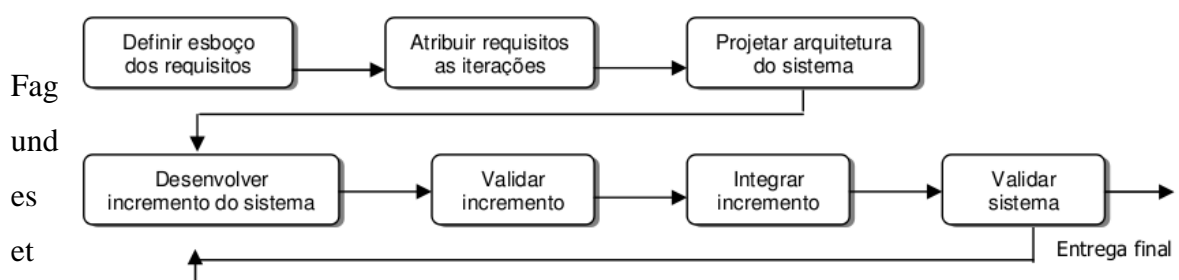 Definir esboço
dos requisitos
Atribuir requisitos
as iterações
Projetar arquitetura
do sistema
Fag
und
es
et
Desenvolver
incremento do sistema
Validar
incremento
Integrar
incremento
Validar
sistema
Entrega final